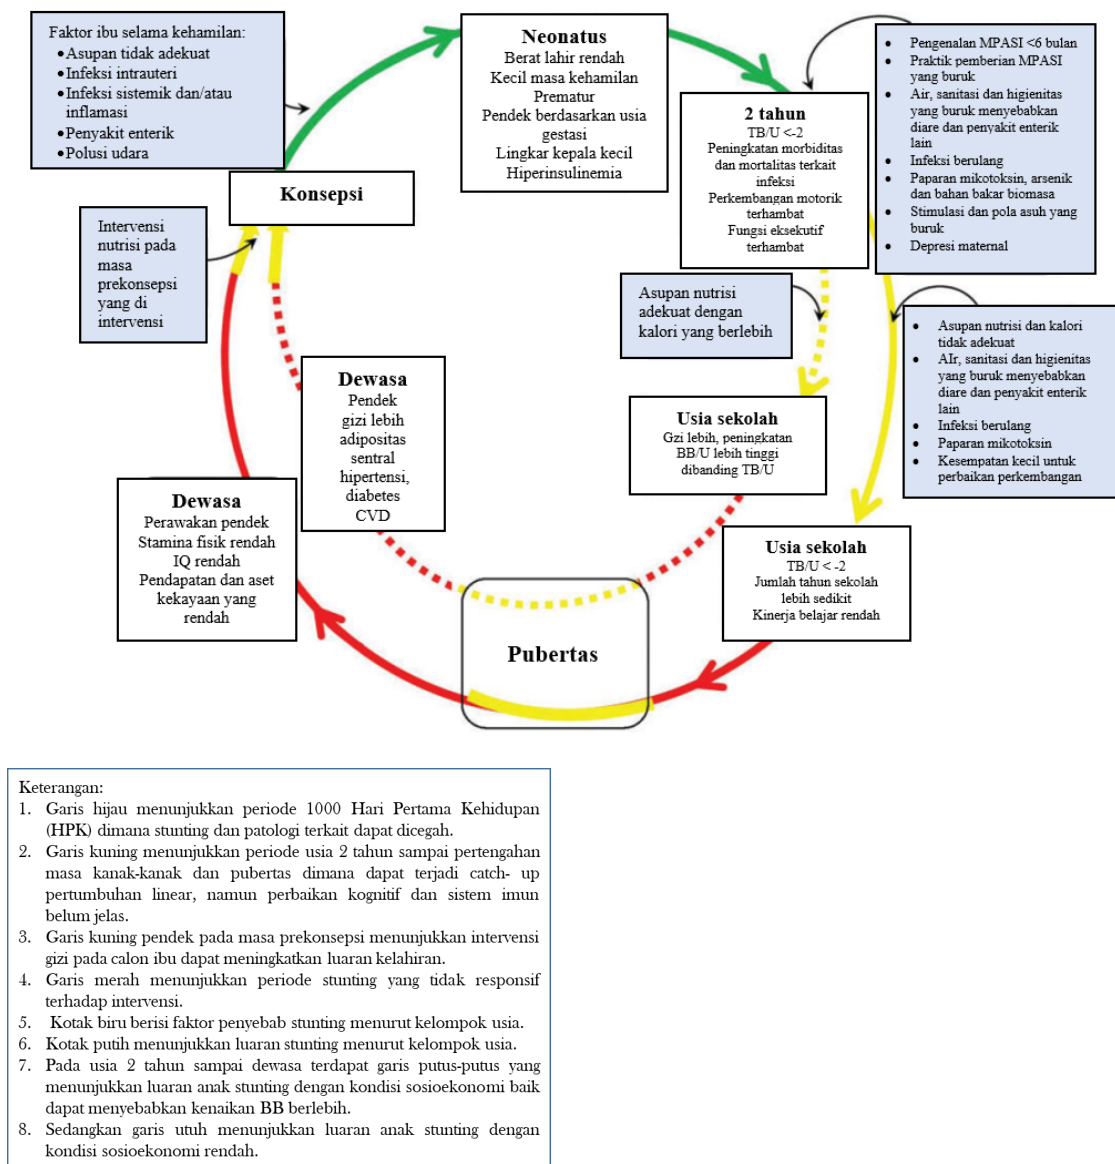 Faktor ibu selama kehamilan:
•Asupan tidak adekuat
•Infeksi intrauteri
•Infeksi sistemik dan/atau
inflamasi
•Penyakit enterik
•Polusi udara
Neonatus
Berat lahir rendah
Kecil masa kehamilan
Prematur
Pendek berdasarkan usia
gestasi
Lingkar kepala kecil
Hiperinsulinemia
2 tahun
TB/U <-2
Peningkatan morbiditas
dan mortalitas terkait
infeksi
Perkembangan motorik
terhambat
Fungsi eksekutif
terhambat
• Pengenalan MPASI <6 bulan
• Praktik pemberian MPASI
yang buruk
• Air, sanitasi dan higienitas
yang buruk menyebabkan
diare dan penyakit enterik
lain
• Infeksi berulang
• Paparan mikotoksin, arsenik
dan bahan bakar biomasa
• Stimulasi dan pola asuh yang
buruk
• Depresi maternal
Konsepsi
Intervensi
nutrisi pada
masa
prekonsepsi
yang di
intervensi
Asupan nutrisi
adekuat dengan
kalori yang berlebih
• Asupan nutrisi dan kalori
tidak adekuat
• AIr, sanitasi dan higienitas
yang buruk menyebabkan
diare dan penyakit enterik
lain
• Infeksi berulang
• Paparan mikotoksin
• Kesempatan kecil untuk
perbaikan perkembangan
Dewasa
Pendek
gizi lebih
adipositas
sentral
hipertensi,
diabetes
CVD
Usia sekolah
Gzi lebih, peningkatan
BB/U lebih tinggi
dibanding TB/U
Dewasa
Perawakan pendek
Stamina fisik rendah
IQ rendah
Pendapatan dan aset
kekayaan yang
rendah
Usia sekolah
TB/U < -2
Jumlah tahun sekolah
lebih sedikit
Kinerja belajar rendah
Pubertas
Keterangan:
1. Garis hijau menunjukkan periode 1000 Hari Pertama Kehidupan
(HPK) dimana stunting dan patologi terkait dapat dicegah.
2. Garis kuning menunjukkan periode usia 2 tahun sampai pertengahan
masa kanak-kanak dan pubertas dimana dapat terjadi catch- up
pertumbuhan linear, namun perbaikan kognitif dan sistem imun
belum jelas.
3. Garis kuning pendek pada masa prekonsepsi menunjukkan intervensi
gizi pada calon ibu dapat meningkatkan luaran kelahiran.
4. Garis merah menunjukkan periode stunting yang tidak responsif
terhadap intervensi.
5. Kotak biru berisi faktor penyebab stunting menurut kelompok usia.
6. Kotak putih menunjukkan luaran stunting menurut kelompok usia.
7. Pada usia 2 tahun sampai dewasa terdapat garis putus-putus yang
menunjukkan luaran anak stunting dengan kondisi sosioekonomi baik
dapat menyebabkan kenaikan BB berlebih.
8. Sedangkan garis utuh menunjukkan luaran anak stunting dengan
kondisi sosioekonomi rendah.